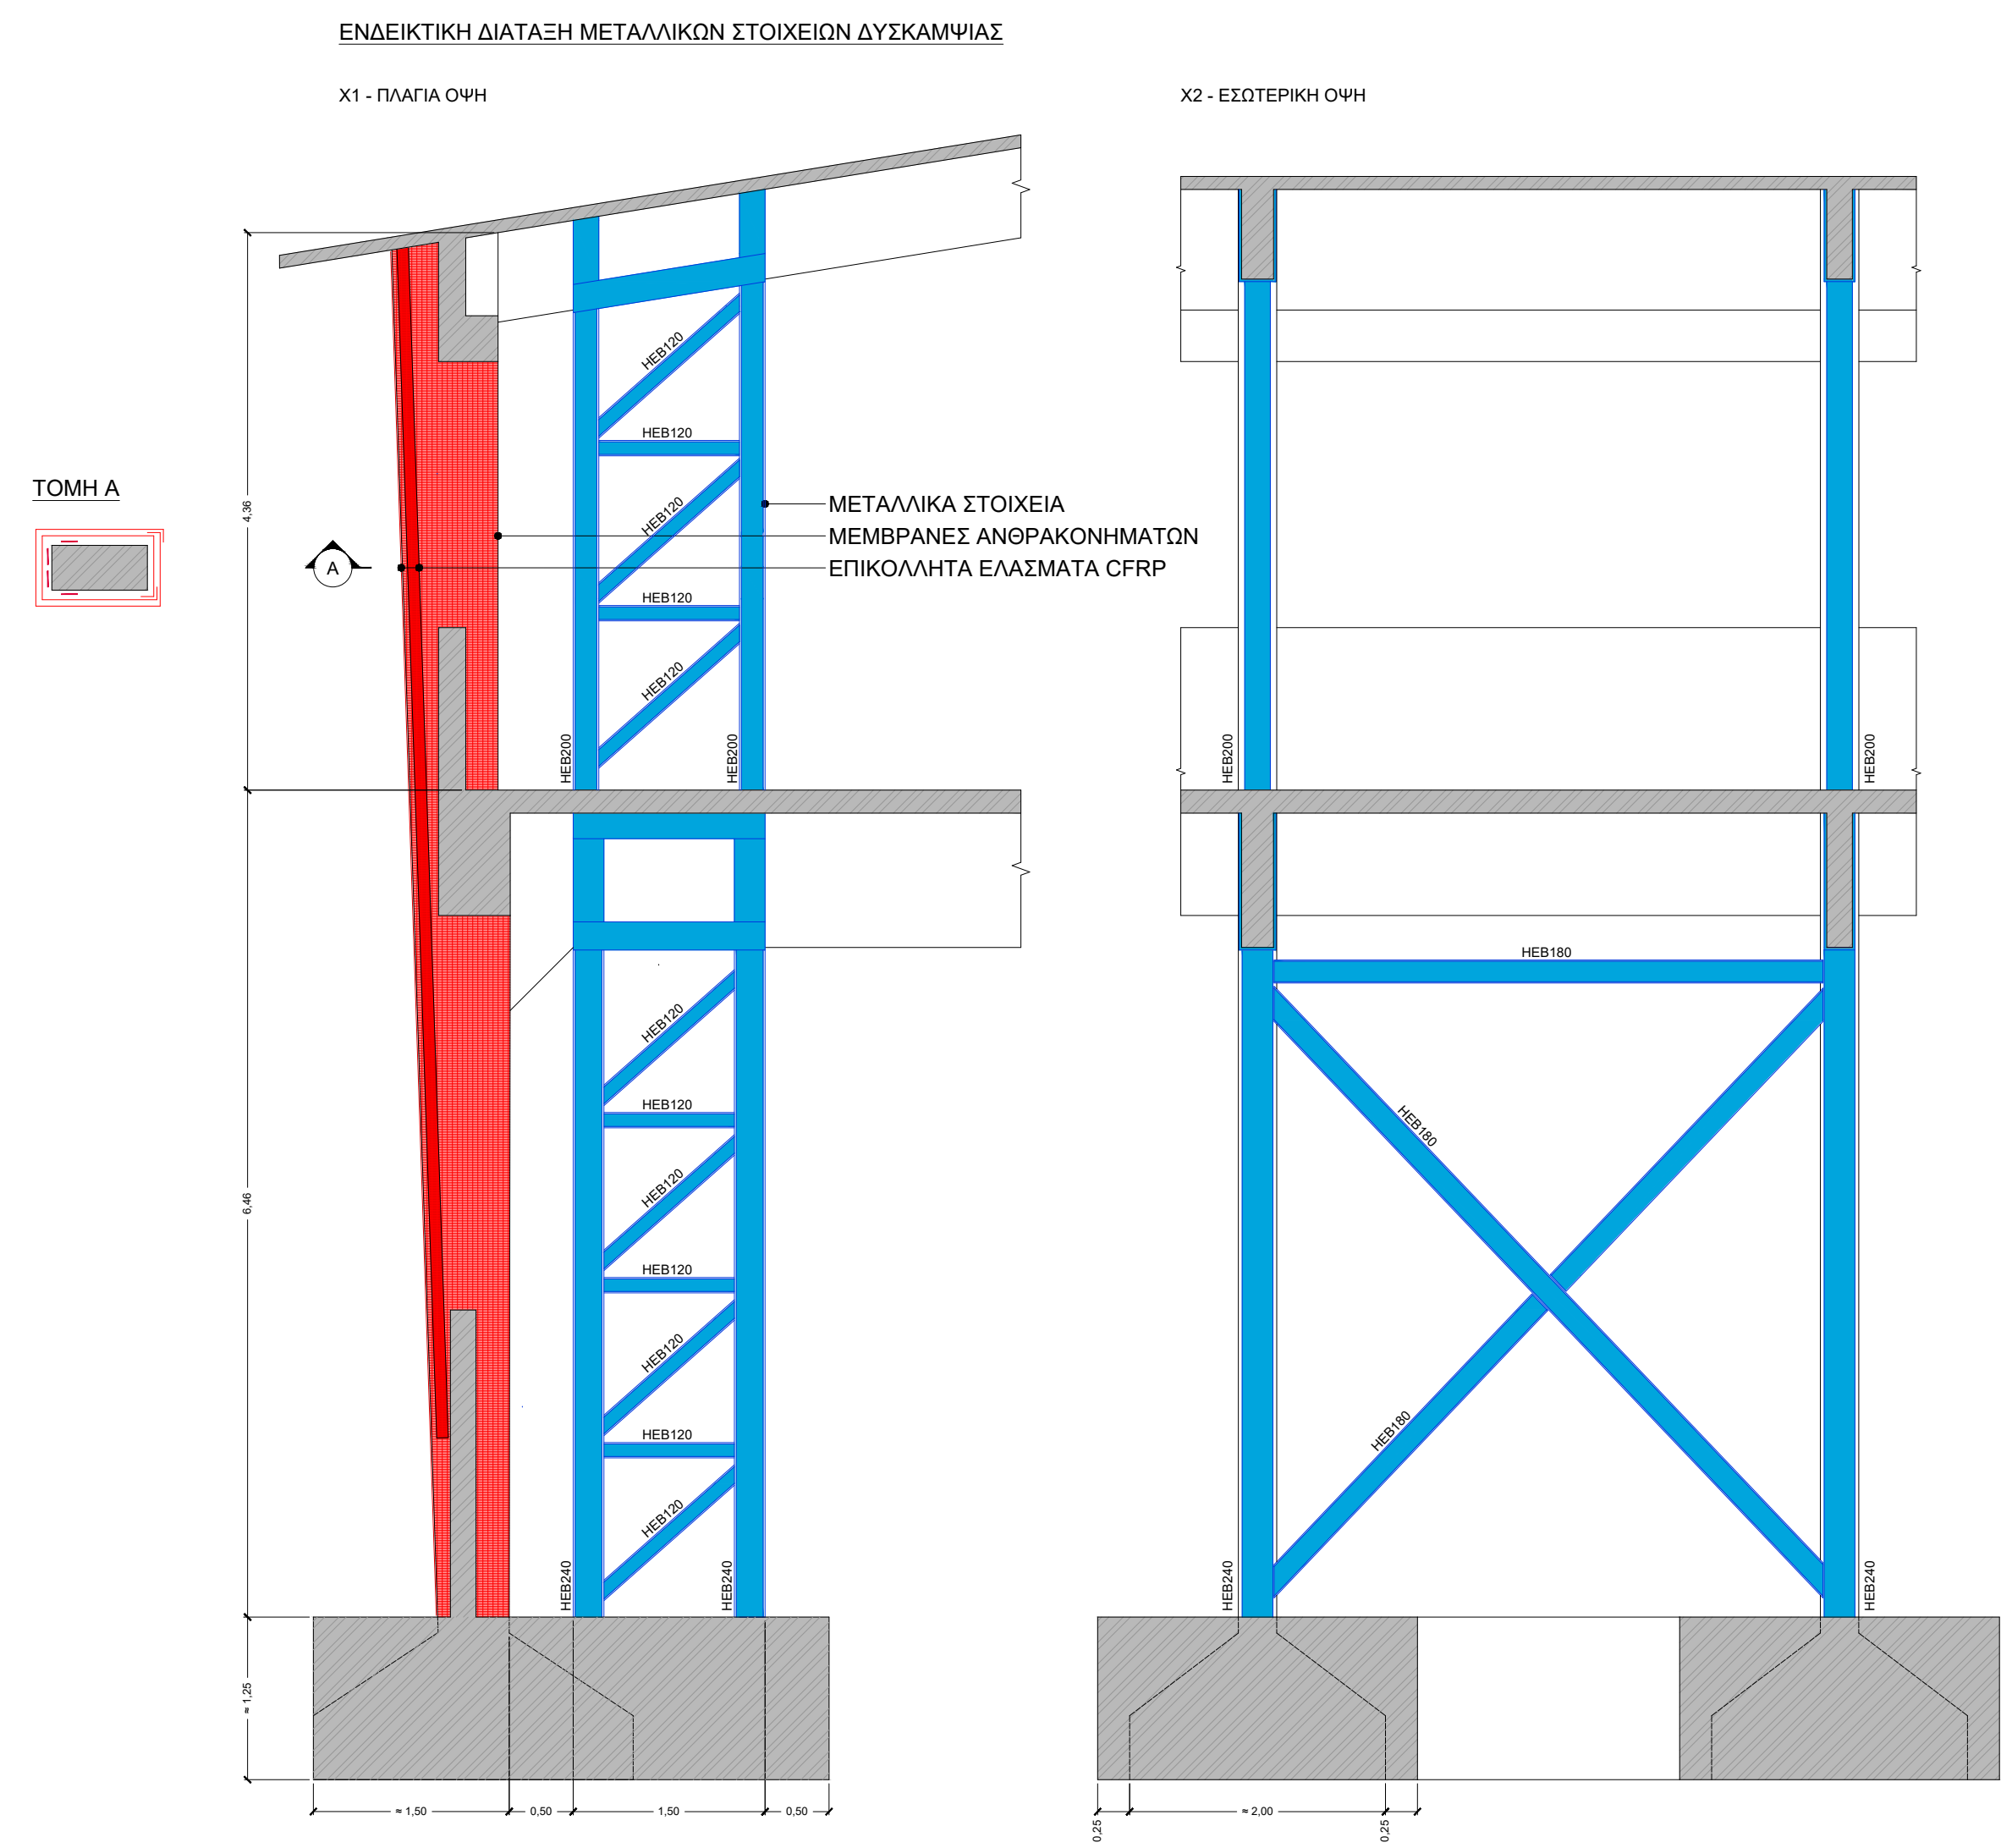 ΕΝΔΕΙΚΤΙΚΗ ΔΙΑΤΑΞΗ ΜΕΤΑΛΛΙΚΩΝ ΣΤΟΙΧΕΙΩΝ ΔΥΣΚΑΜΨΙΑΣ
X1 - ΠΛΑΓΙΑ ΟΨΗ
X2 - ΕΣΩΤΕΡΙΚΗ ΟΨΗ
HEB120
HEB120
ΤΟΜΗ Α
4,36
HEB120
ΜΕΤΑΛΛΙΚΑ ΣΤΟΙΧΕΙΑ
ΜΕΜΒΡΑΝΕΣ ΑΝΘΡΑΚΟΝΗΜΑΤΩΝ
A
ΕΠΙΚΟΛΛΗΤΑ ΕΛΑΣΜΑΤΑ CFRP
HEB120
HEB120
HEB200
HEB200
HEB200
HEB200
HEB180
HEB120
HEB120
HEB180
HEB120
6,46
HEB120
HEB120
HEB180
HEB120
HEB120
HEB240
HEB240
HEB240
HEB240
≈ 1,25
≈ 1,50
0,50
1,50
0,50
0,25
≈ 2,00
0,25